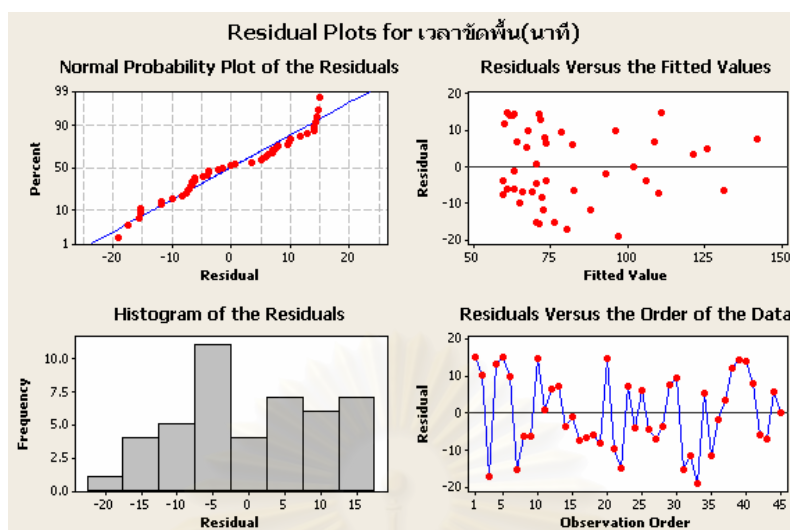 Residual Plots for เวลาขัดพื้น(นาที)
Normal Probability Plot of the Residuals
99
90
50
10
1
Percent
-20 -10 0 10 20
Residual
Residuals Versus the Fitted Values
20
10
0
-10
-20
Residual
50 75 100 125 150
Fitted Value
Histogram of the Residuals
10.0
7.5
5.0
2.5
0.0
Frequency
-20 -15 -10 -5 0 5 10 15
Residual
Residuals Versus the Order of the Data
20
10
0
-10
-20
Residual
1 5 10 15 20 25 30 35 40 45
Observation Order